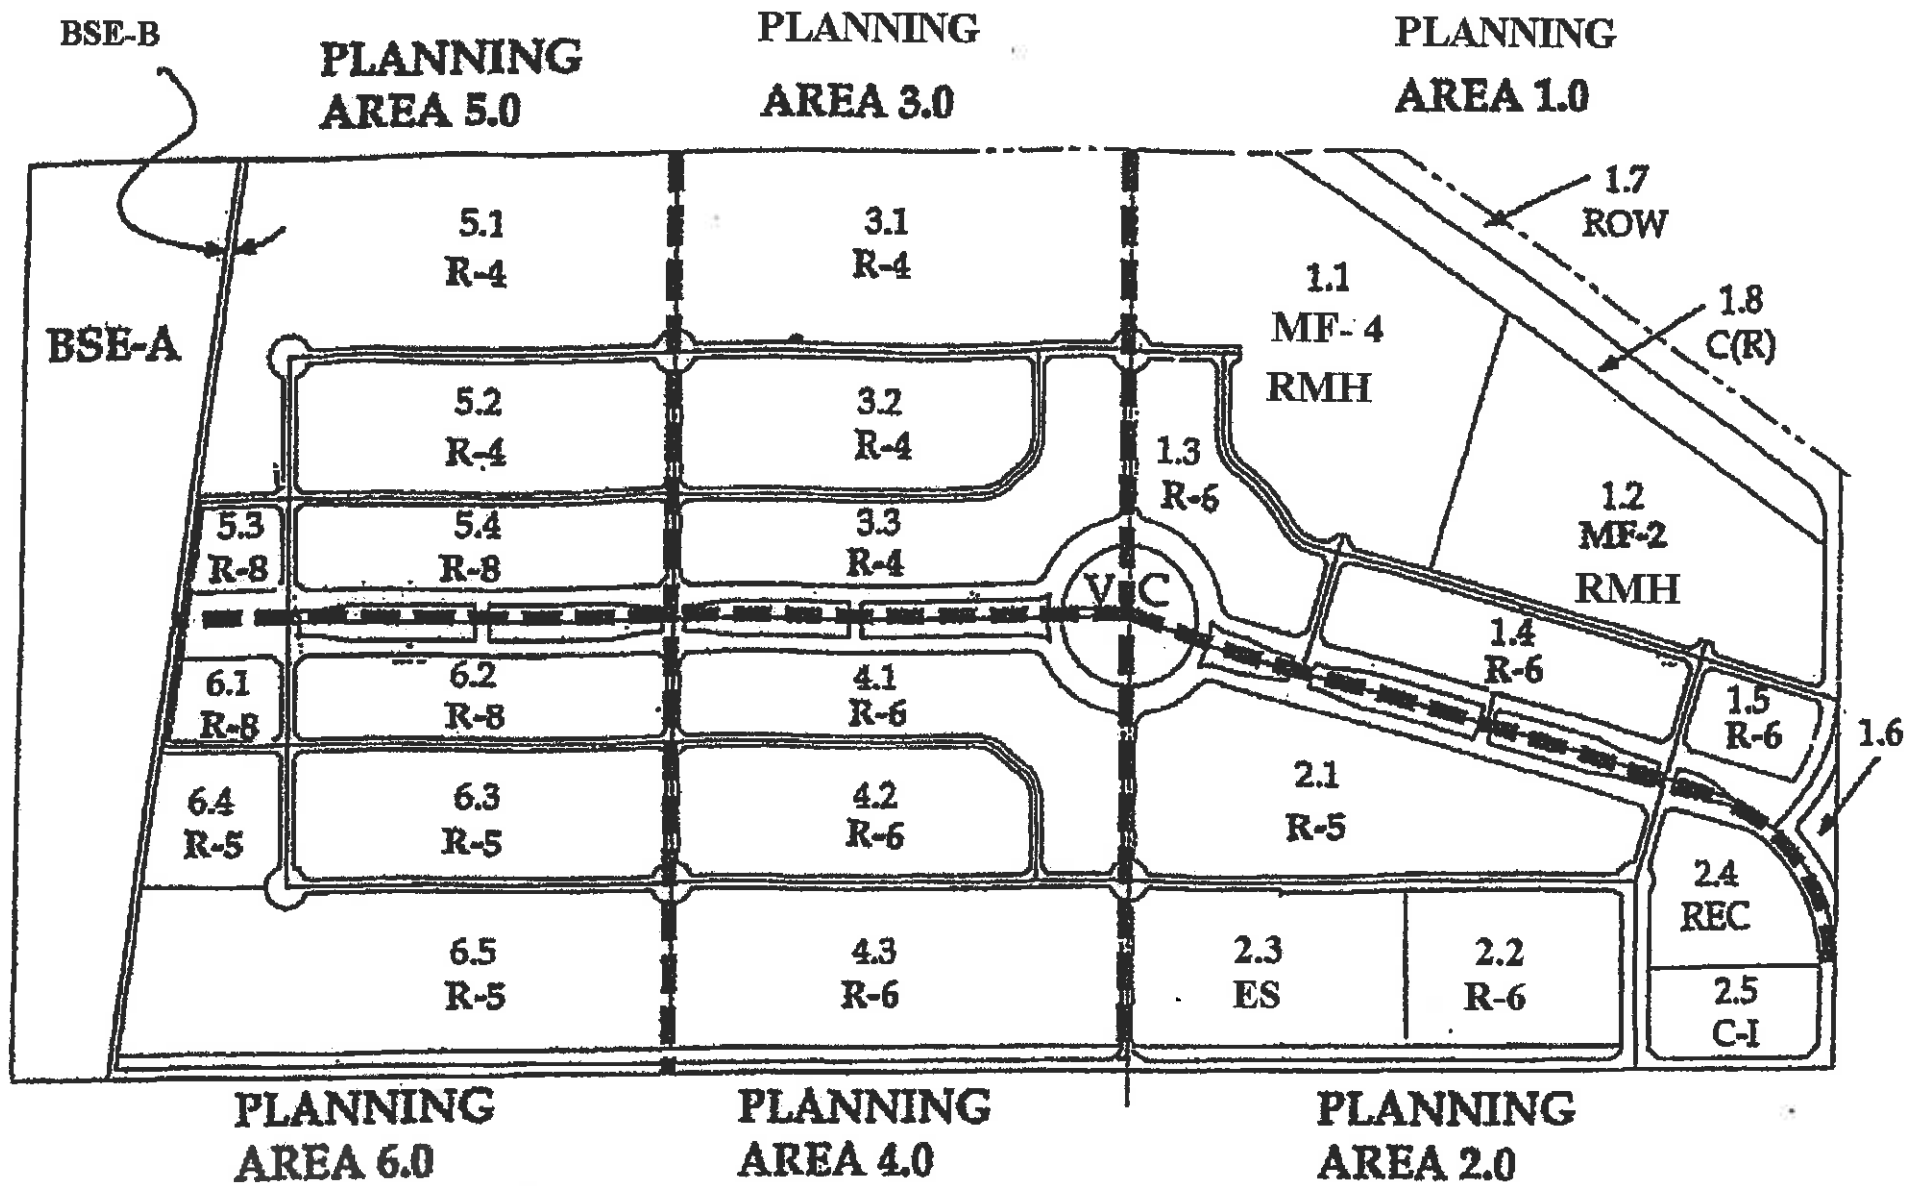 BSE-B
PLANNING
AREA 5.0
PLANNING
AREA 3.0
PLANNING
AREA 1.0
1.7
ROW
5.1
R-4
3.1
R-4
1.1
MF- 4
RMH
1.8
C(R)
BSE-A
5.2
R-4
3.2
R-4
1.3
R-6
1.2
MF-2
RMH
5.3
R-8
5.4
R-8
3.3
R-4
V C
1.4
R-6
6.1
R-8
6.2
R-8
4.1
R-6
1.5
R-6
1.6
6.4
R-5
6.3
R-5
4.2
R-6
2.1
R-5
2.4
REC
6.5
R-5
4.3
R-6
2.3
ES
2.2
R-6
2.5
C-I
PLANNING
AREA 6.0
PLANNING
AREA 4.0
PLANNING
AREA 2.0